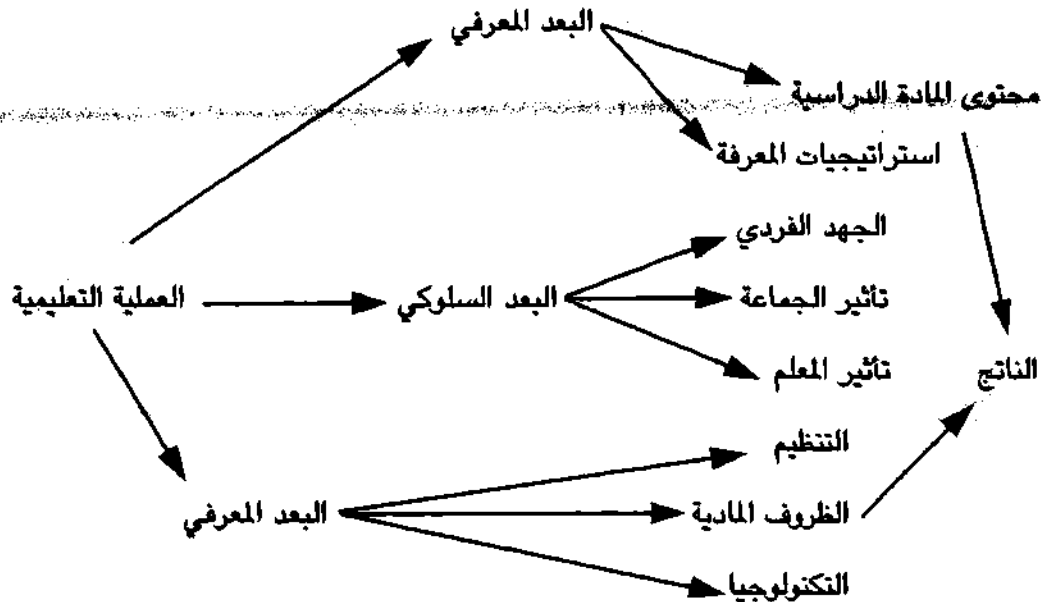 البعد المعرفي
محتوى المادة الدراسية
استراتيجيات المعرفة
الجهد الفردي
العملية التعليمية
البعد السلوكي
تأثير الجماعة
تأثير المعلم
الناتج
التنظيم
البعد المعرفي
الظروف المادية
التكنولوجيا